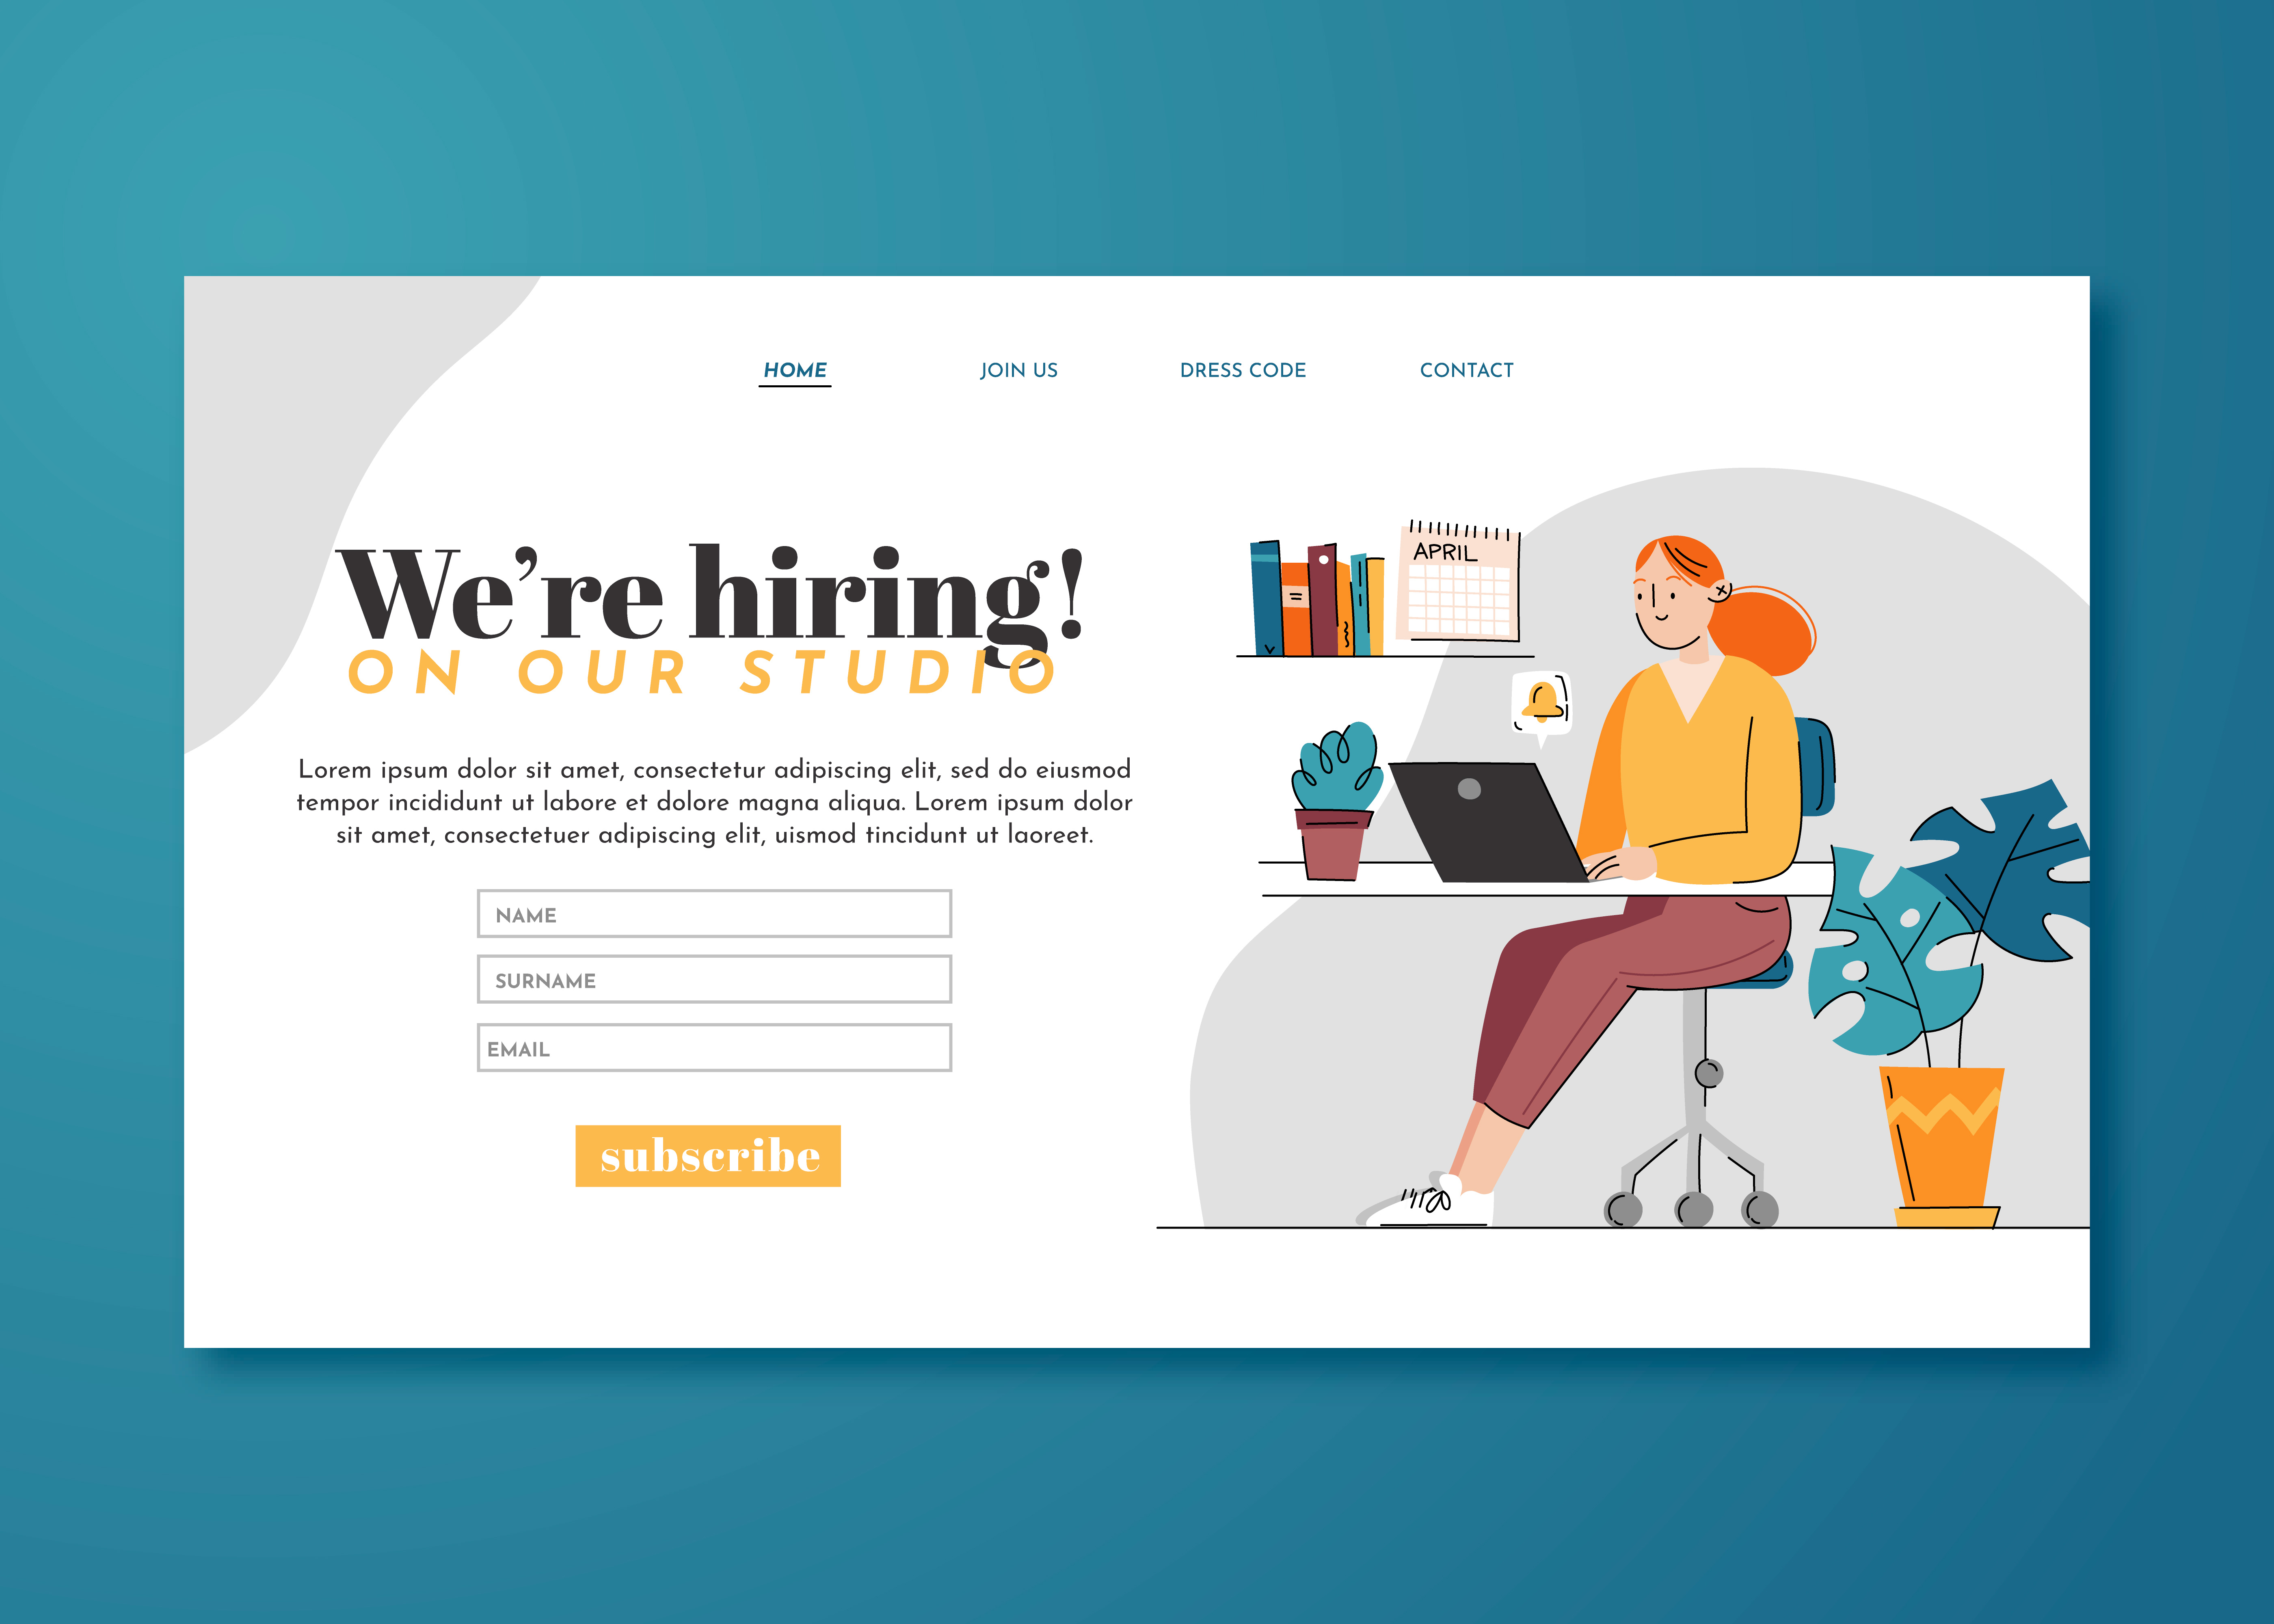 HOME JOIN US DRESS CODE CONTACT
We're hiring!
ON OUR STUDIO
Lorem ipsum dolor sit amet, consectetur adipiscing elit, sed do eiusmod
tempor incididunt ut labore et dolore magna aliqua. Lorem ipsum dolor
sit amet, consectetuer adipiscing elit, uismod tincidunt ut laoreet.
NAME
SURNAME
EMAIL
subscribe
APRIL